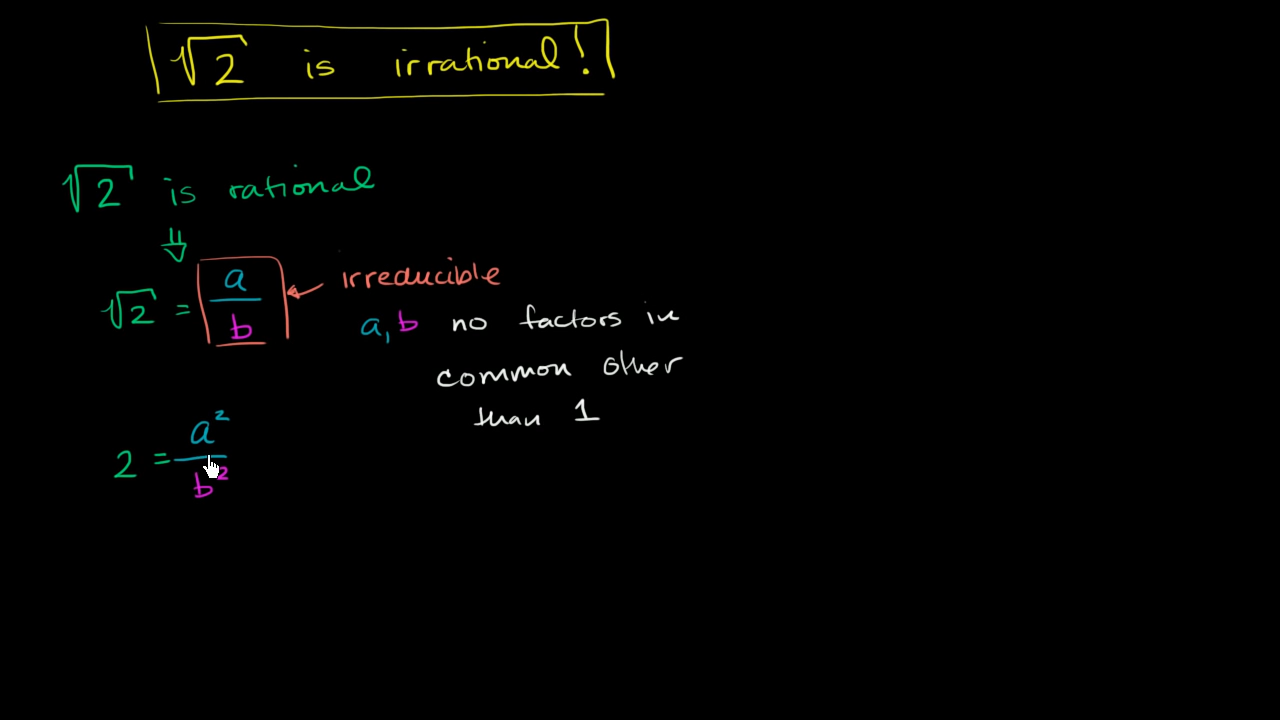 √2 is irrational!
√2 is rational
⇓
√2 = a/b ← irreducible
a, b no factors in
common other
than 1
2 = a²/b²